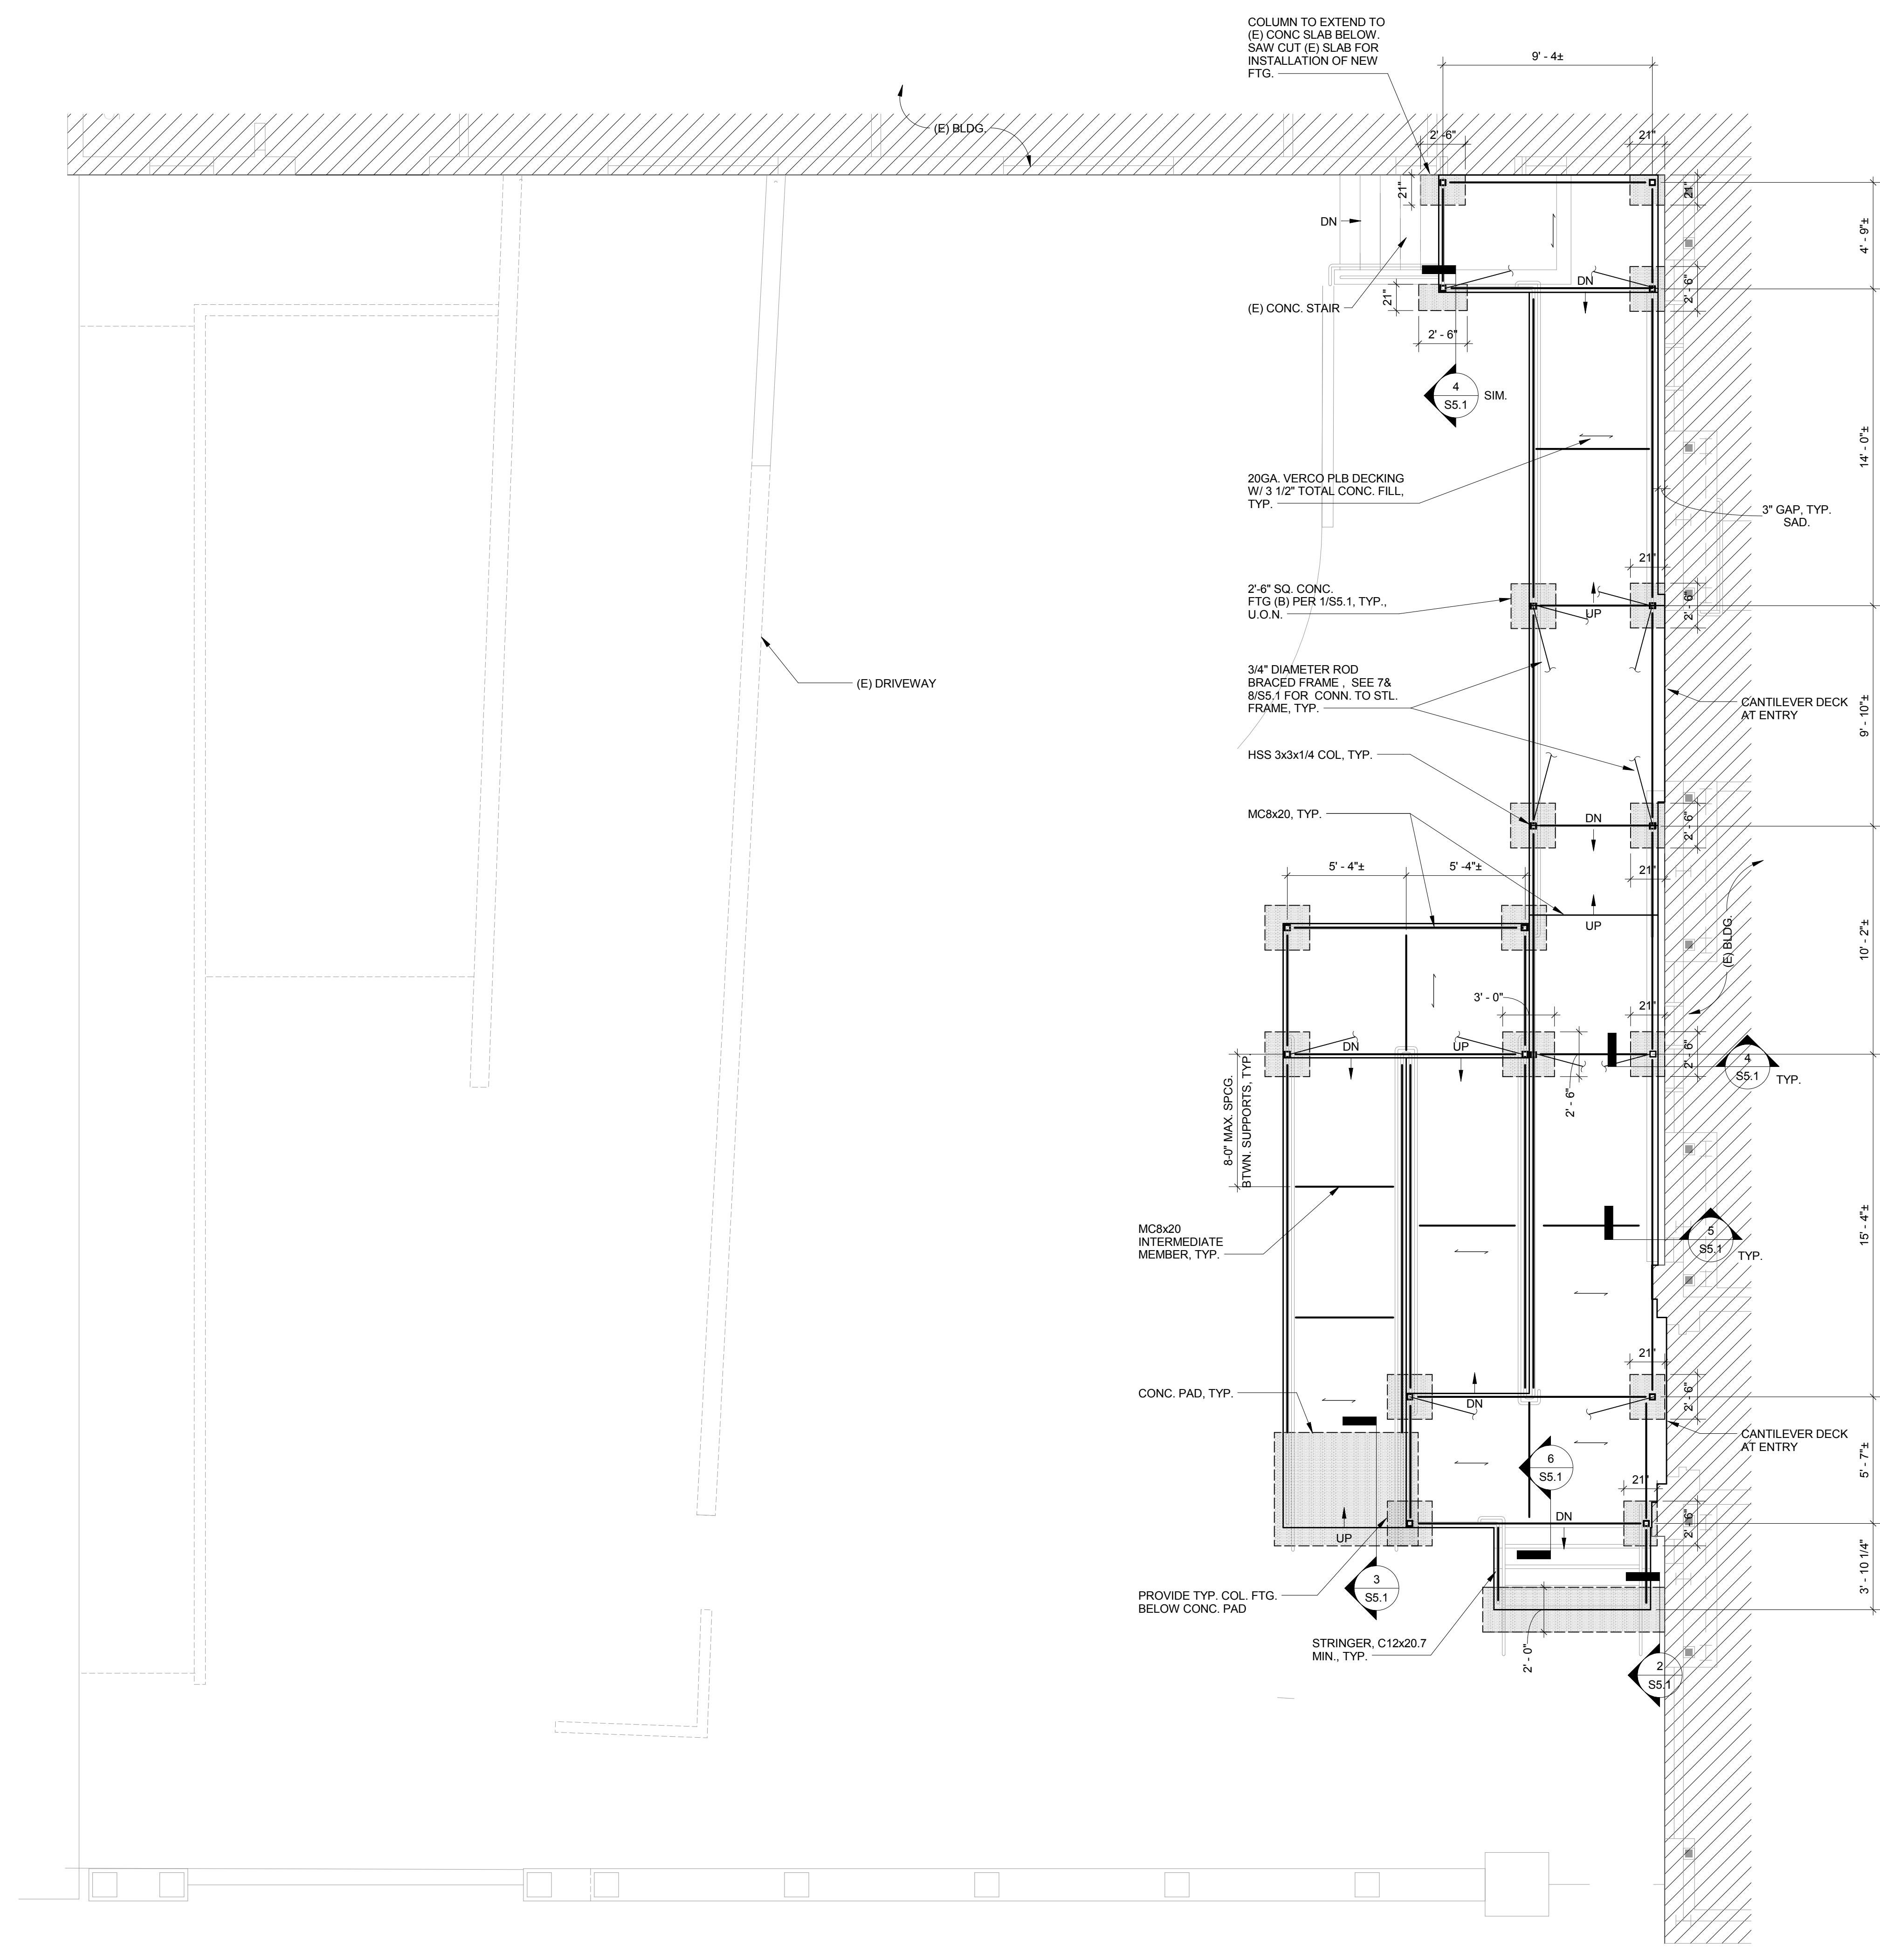 COLUMN TO EXTEND TO
(E) CONC SLAB BELOW.
SAW CUT (E) SLAB FOR
INSTALLATION OF NEW
FTG.
9' - 4±
(E) BLDG.
2' -6"
21"
21"
21"
DN
4' - 9"±
DN
2' - 6"
21"
(E) CONC. STAIR
2' - 6"
4
S5.1
SIM.
14' - 0"±
20GA. VERCO PLB DECKING
W/ 3 1/2" TOTAL CONC. FILL,
TYP.
3" GAP, TYP.
SAD.
21"
2'-6" SQ. CONC.
FTG (B) PER 1/S5.1, TYP.,
U.O.N.
UP
2' - 6"
3/4" DIAMETER ROD
BRACED FRAME , SEE 7&
8/S5.1 FOR CONN. TO STL.
FRAME, TYP.
(E) DRIVEWAY
CANTILEVER DECK
AT ENTRY
9' - 10"±
HSS 3x3x1/4 COL, TYP.
MC8x20, TYP.
DN
2' - 6"
5' - 4"±
5' -4"±
21"
UP
(E) BLDG.
10' - 2"±
3' - 0"
21"
DN
UP
2' - 6"
4
S5.1
TYP.
2' - 6"
8-0" MAX. SPCG.
BTWN. SUPPORTS, TYP.
MC8x20
INTERMEDIATE
MEMBER, TYP.
5
S5.1
TYP.
15' - 4"±
21"
CONC. PAD, TYP.
DN
2' - 6"
CANTILEVER DECK
AT ENTRY
6
S5.1
5' - 7"±
21"
DN
2' - 6"
UP
3
S5.1
3' - 10 1/4"
PROVIDE TYP. COL. FTG.
BELOW CONC. PAD
STRINGER, C12x20.7
MIN., TYP.
2' - 0"
2
S5.1